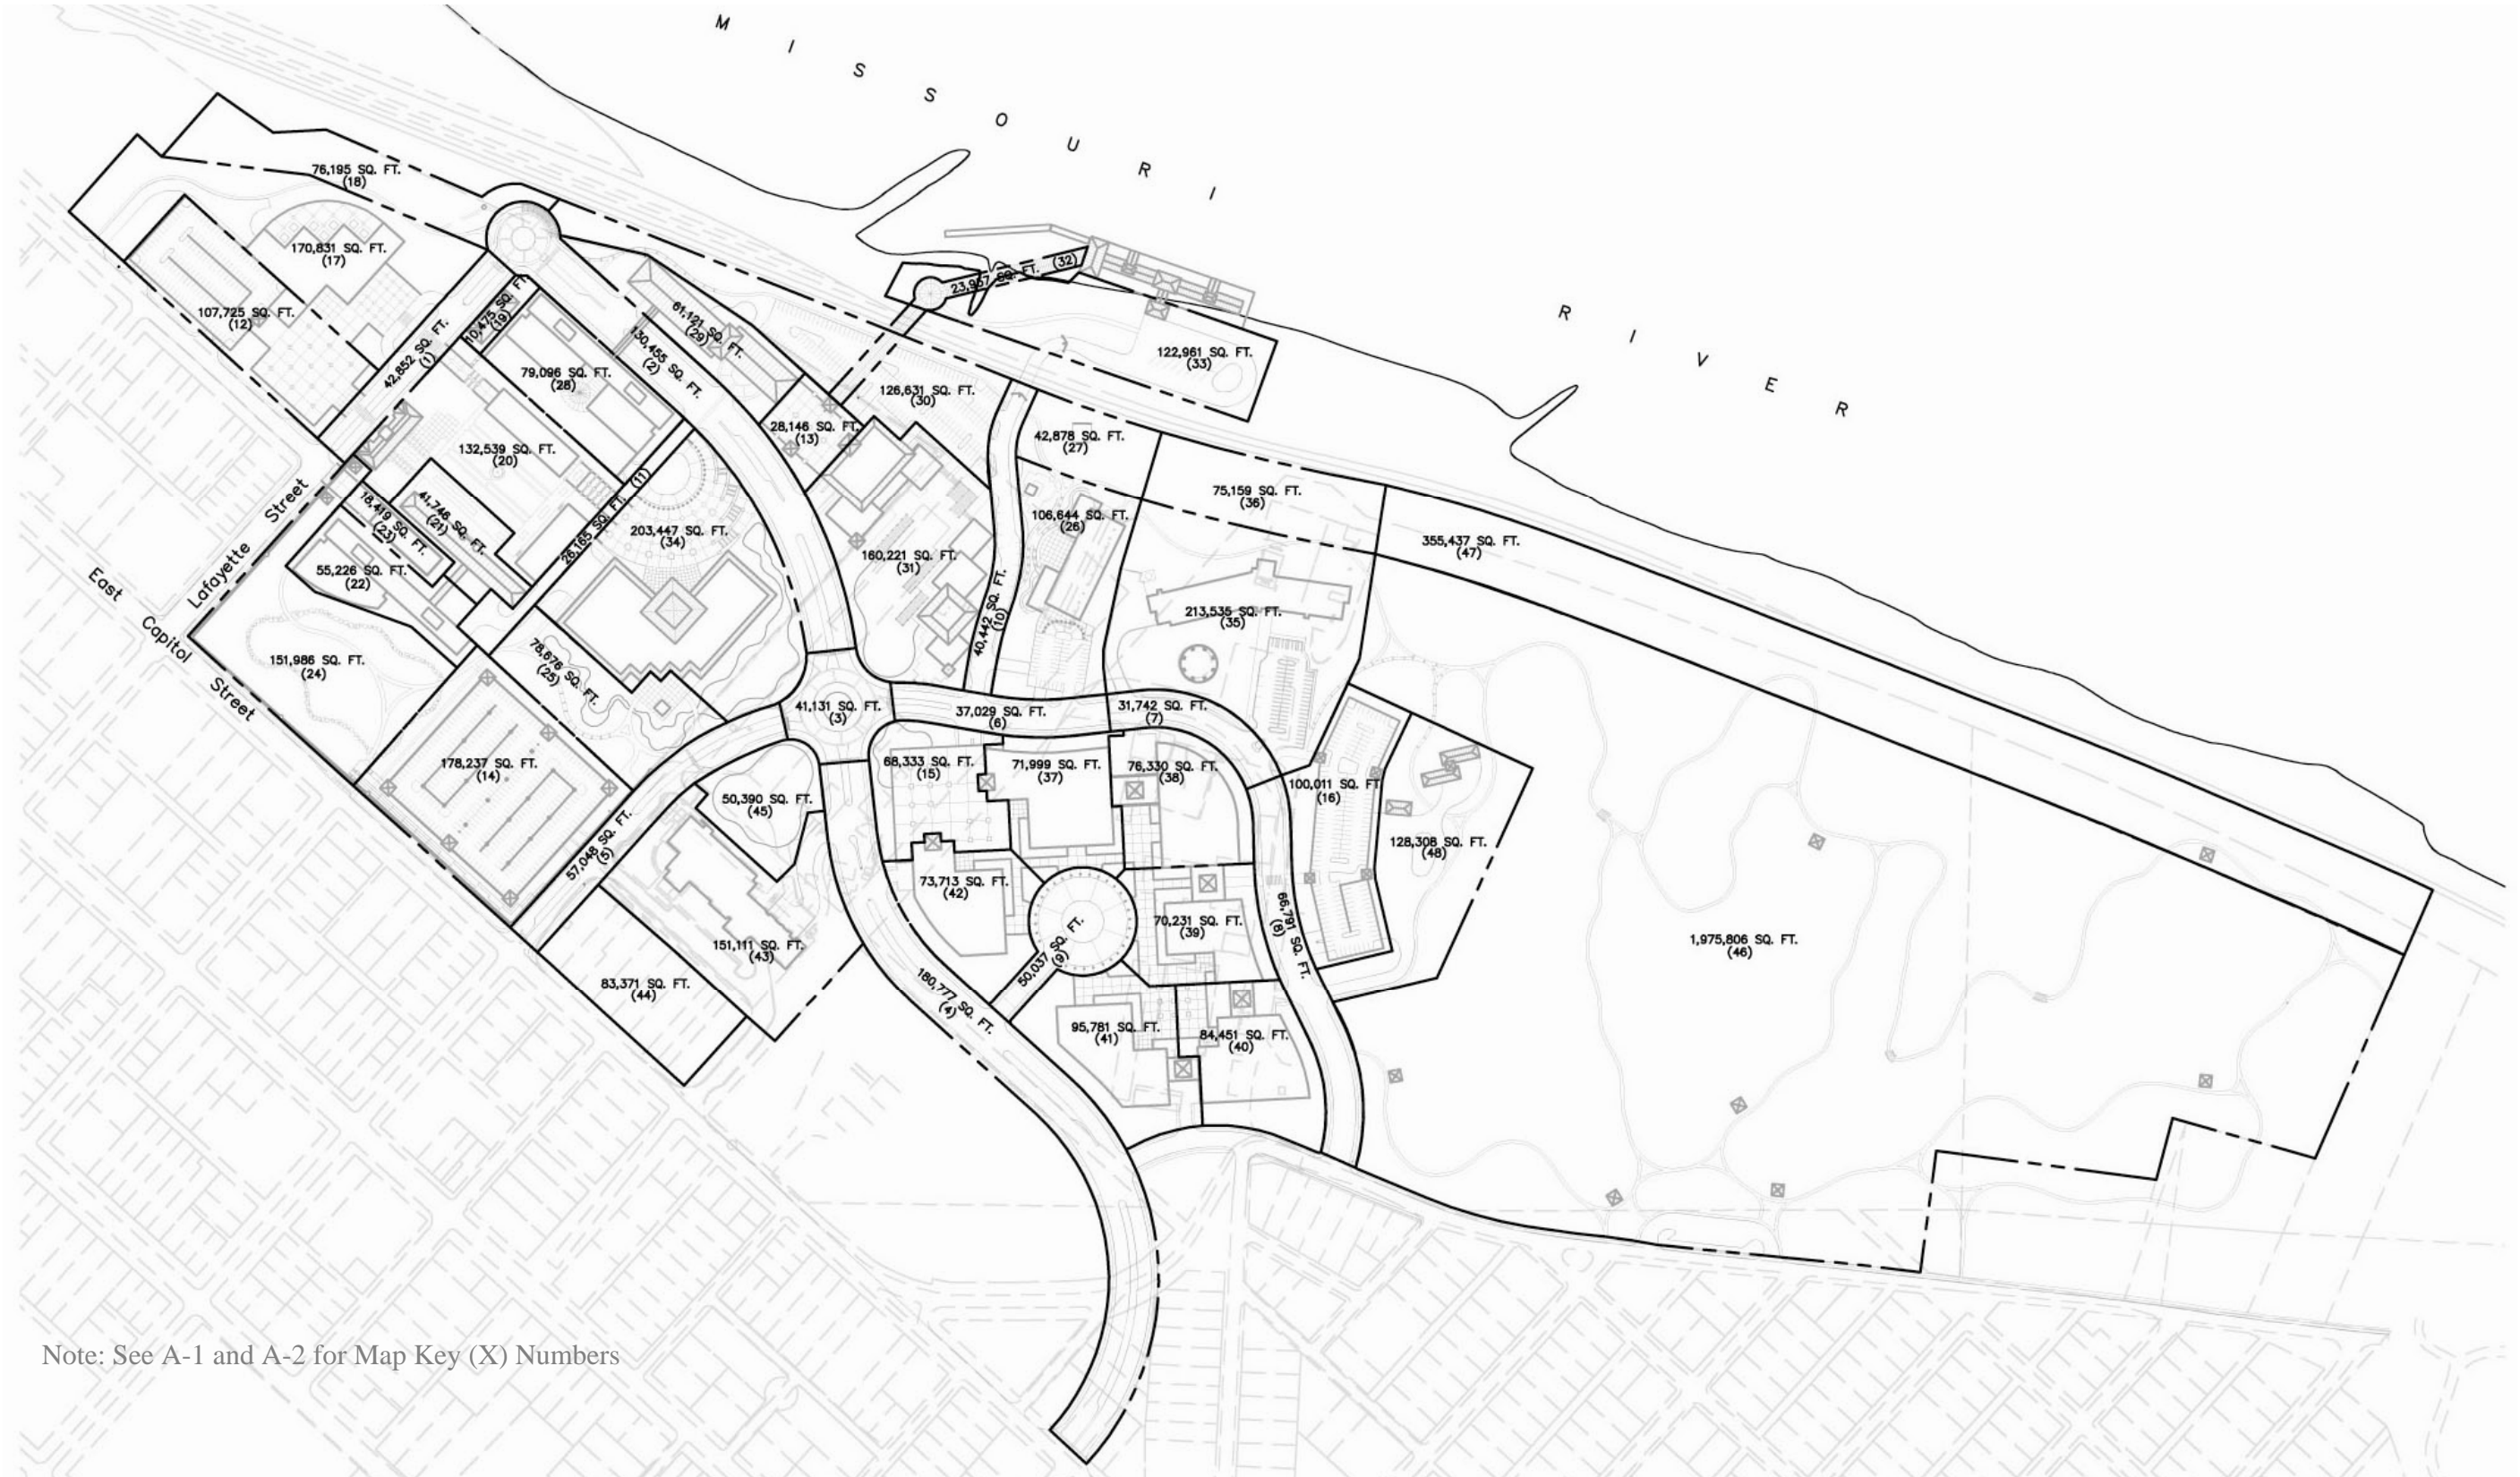 MISSOURI
RIVER
76,195 SQ. FT.
(18)
170,831 SQ. FT.
(17)
107,725 SQ. FT.
(12)
42,852 SQ. FT.
(1)
10,475 SQ. FT.
(19)
79,096 SQ. FT.
(28)
130,455 SQ. FT.
(2)
61,121 SQ. FT.
(29)
23,957 SQ. FT. (32)
122,961 SQ. FT.
(33)
126,631 SQ. FT.
(30)
28,146 SQ. FT.
(13)
42,878 SQ. FT.
(27)
132,539 SQ. FT.
(20)
41,746 SQ. FT.
(21)
18,419 SQ. FT.
(23)
55,226 SQ. FT.
(22)
26,165 SQ. FT. (11)
203,447 SQ. FT.
(34)
160,221 SQ. FT.
(31)
106,644 SQ. FT.
(26)
75,159 SQ. FT.
(36)
355,437 SQ. FT.
(47)
213,535 SQ. FT.
(35)
40,442 SQ. FT.
(10)
Lafayette Street
East Capitol Street
151,986 SQ. FT.
(24)
78,676 SQ. FT.
(25)
41,131 SQ. FT.
(3)
37,029 SQ. FT.
(6)
31,742 SQ. FT.
(7)
178,237 SQ. FT.
(14)
68,333 SQ. FT.
(15)
71,999 SQ. FT.
(37)
76,330 SQ. FT.
(38)
100,011 SQ. FT.
(16)
50,390 SQ. FT.
(45)
57,048 SQ. FT.
(5)
128,308 SQ. FT.
(48)
73,713 SQ. FT.
(42)
70,231 SQ. FT.
(39)
66,791 SQ. FT.
(8)
151,111 SQ. FT.
(43)
83,371 SQ. FT.
(44)
50,037 SQ. FT.
(9)
180,777 SQ. FT.
(4)
95,781 SQ. FT.
(41)
84,451 SQ. FT.
(40)
1,975,806 SQ. FT.
(46)
Note: See A-1 and A-2 for Map Key (X) Numbers